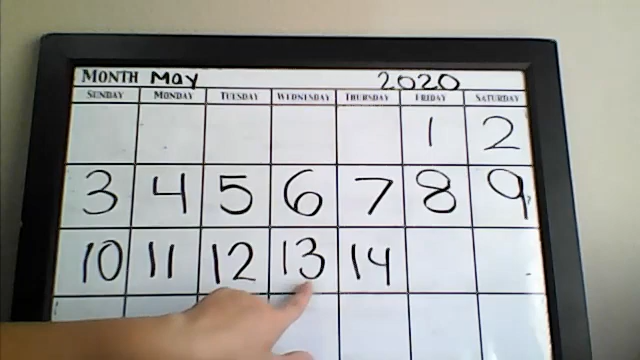 MONTH May 2020
SUNDAY MONDAY TUESDAY WEDNESDAY THURSDAY FRIDAY SATURDAY
1 2
3 4 5 6 7 8 9
10 11 12 13 14